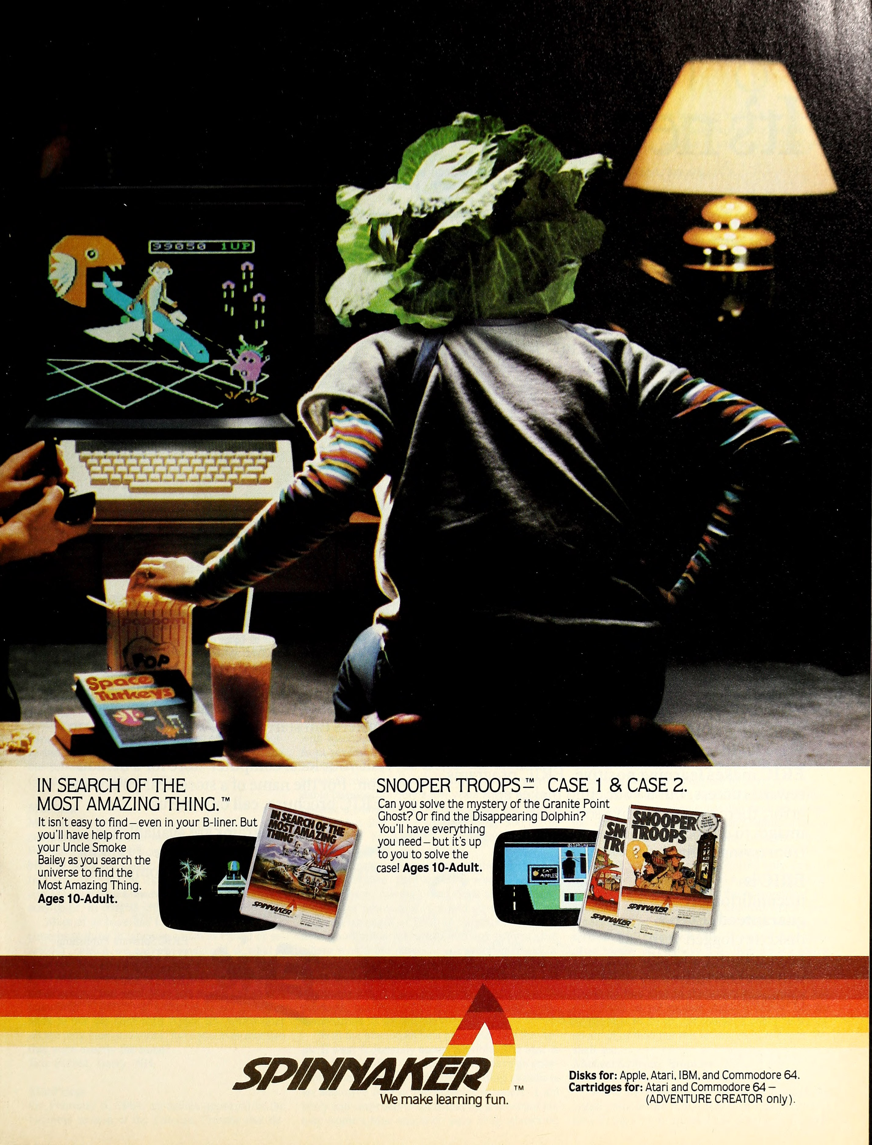 99050 1UP
popcorn
POP
Space
Turkeys
IN SEARCH OF THE
MOST AMAZING THING.™
It isn't easy to find—even in your B-liner. But
you'll have help from
your Uncle Smoke
Bailey as you search the
universe to find the
Most Amazing Thing.
Ages 10-Adult.
IN SEARCH OF THE
MOST AMAZING
THING
SPINNAKER
SNOOPER TROOPS™ CASE 1 & CASE 2.
Can you solve the mystery of the Granite Point
Ghost? Or find the Disappearing Dolphin?
You'll have everything
you need—but it's up
to you to solve the
case! Ages 10-Adult.
EAT
APPLES
SNOOPER
TROOPS
SPINNAKER
SPINNAKER
SPINNAKER™
We make learning fun.
Disks for: Apple, Atari, IBM, and Commodore 64.
Cartridges for: Atari and Commodore 64—
(ADVENTURE CREATOR only).